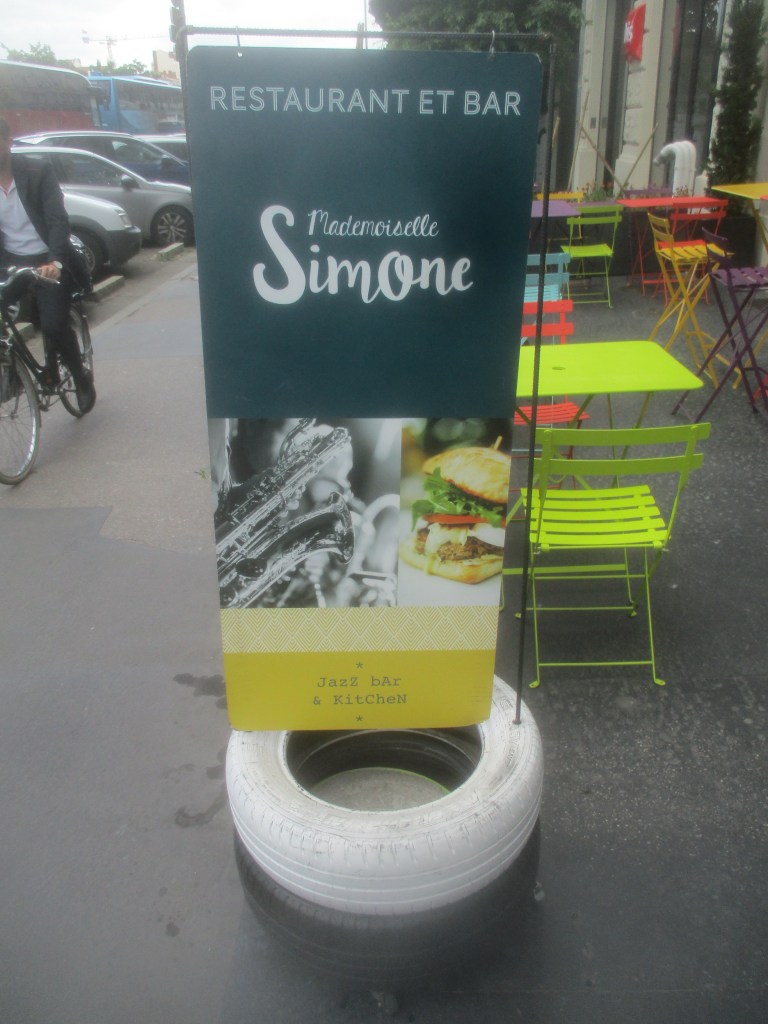 RESTAURANT ET BAR
Mademoiselle
Simone
*
JazZ bAr
& KitCheN
*